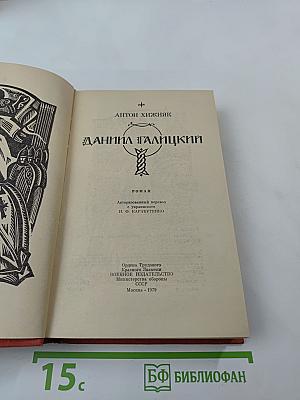 АНТОН ХИЖНЯК
ДАНИИЛ ГАЛИЦКИЙ
РОМАН
Авторизованный перевод
с украинского
И. Ф. КАРАБУТЕНКО
Ордена Трудового
Красного Знамени
ВОЕННОЕ ИЗДАТЕЛЬСТВО
Министерства обороны
СССР
Москва — 1979
15с
БФ БИБЛИОФАН